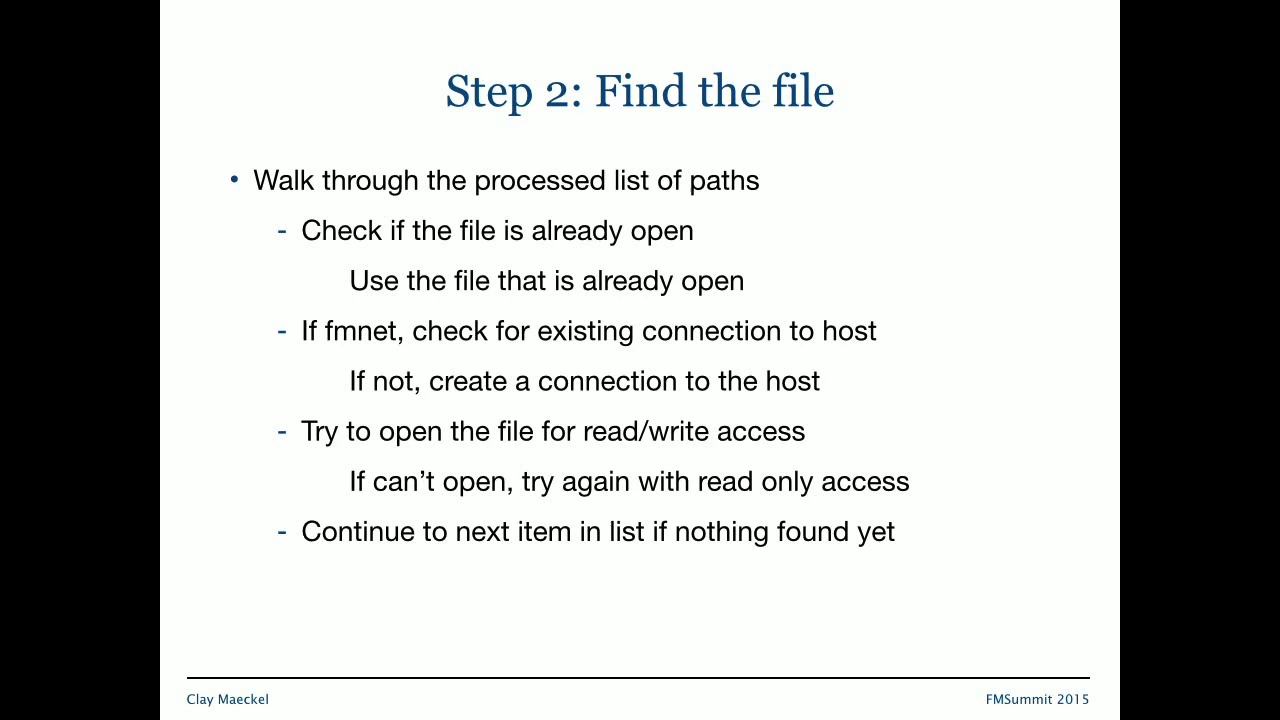 Step 2: Find the file
• Walk through the processed list of paths
- Check if the file is already open
Use the file that is already open
- If fmnet, check for existing connection to host
If not, create a connection to the host
- Try to open the file for read/write access
If can’t open, try again with read only access
- Continue to next item in list if nothing found yet
Clay Maeckel
FMSummit 2015